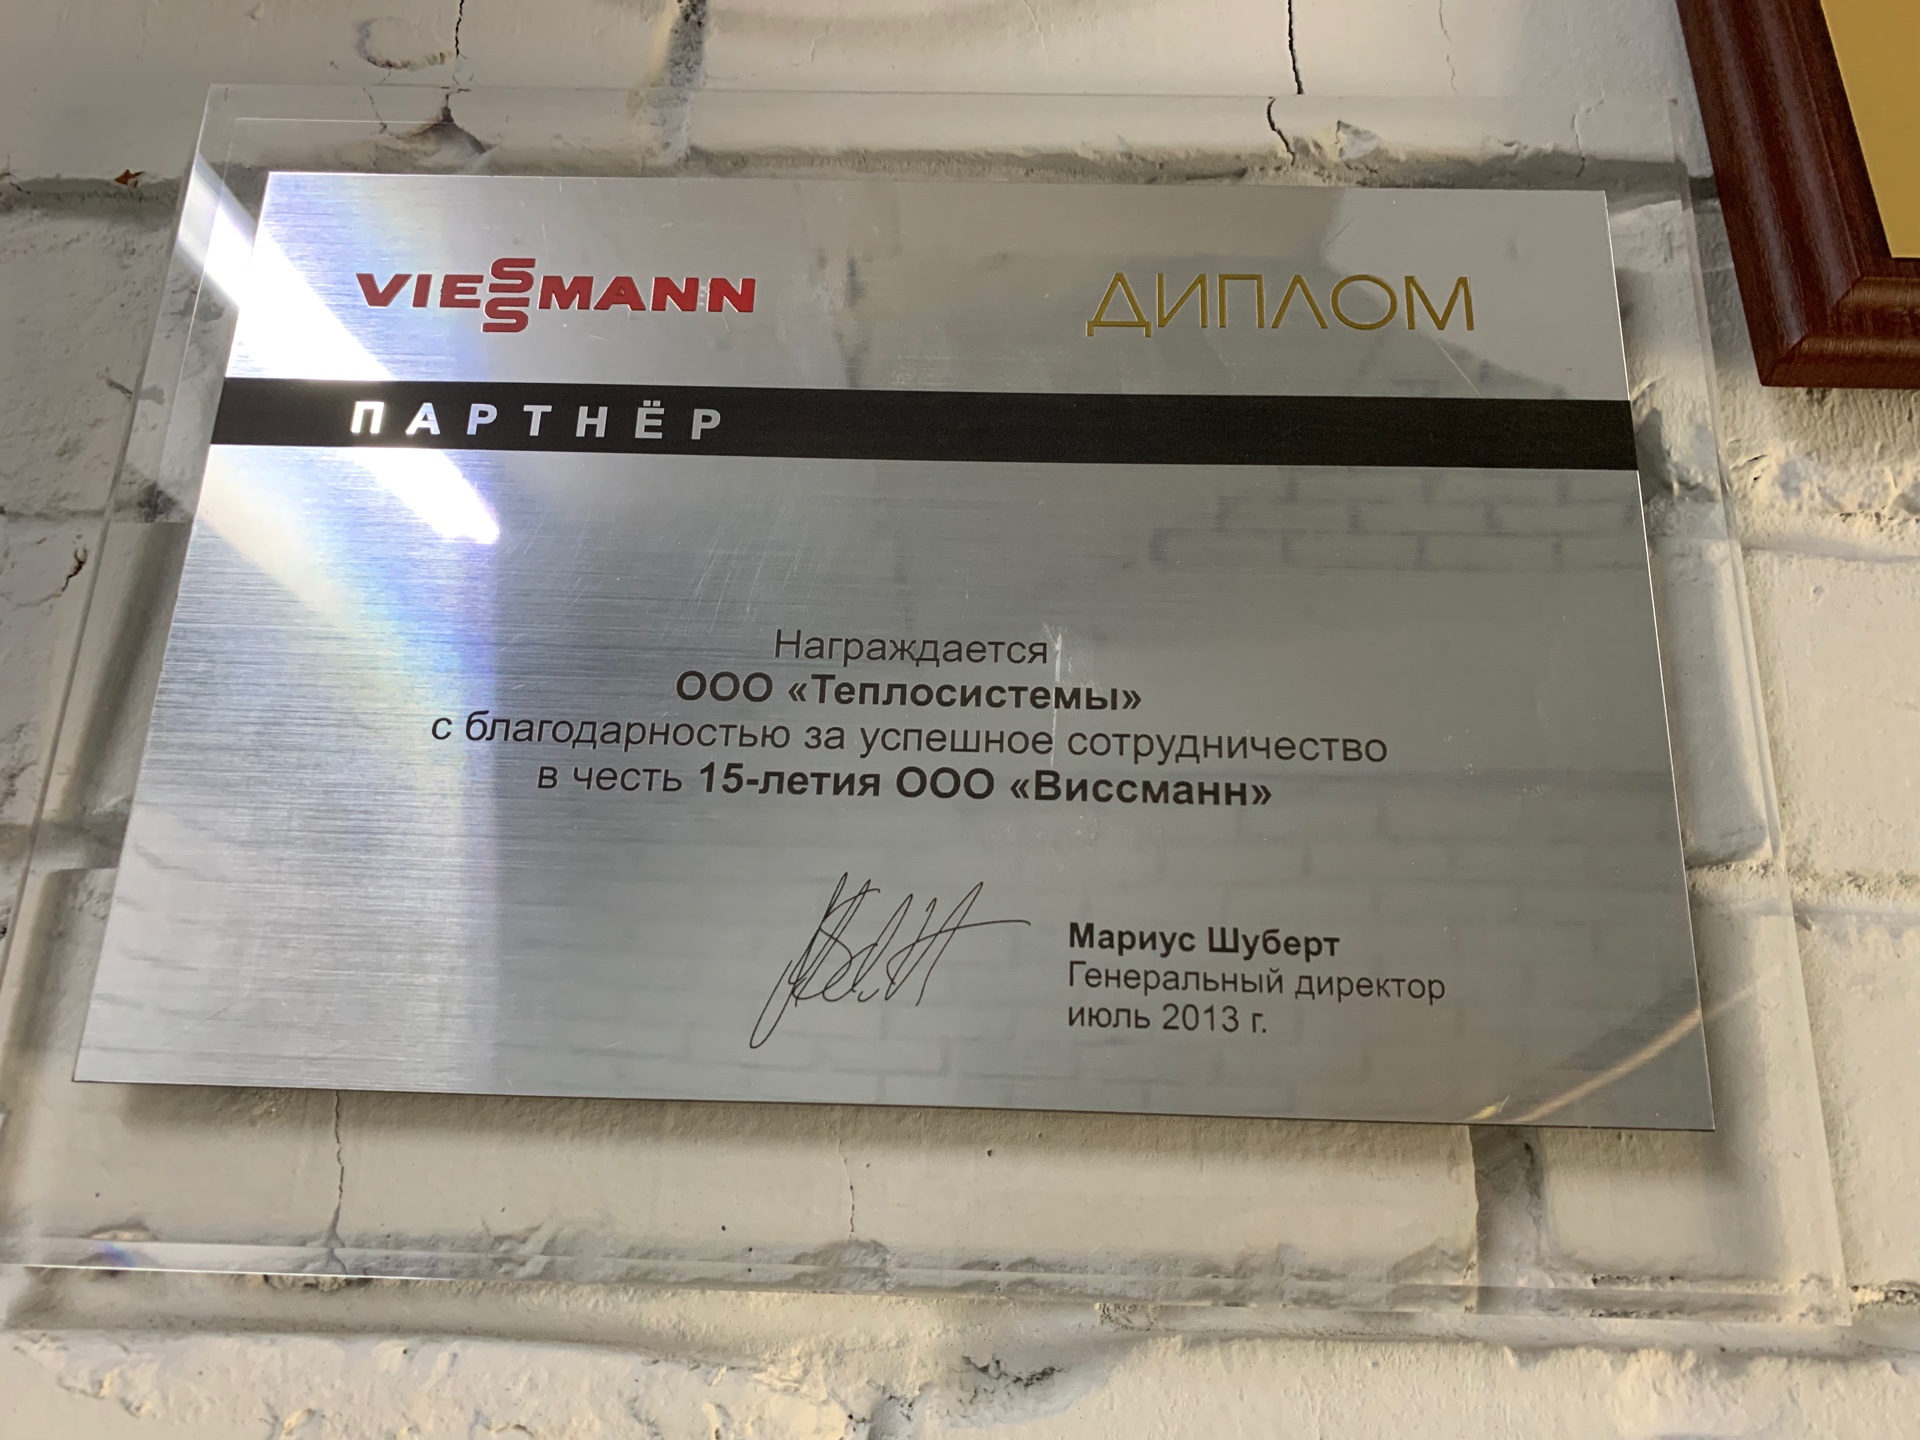 VIESSMANN ДИПЛОМ
ПАРТНЁР
Награждается
ООО «Теплосистемы»
с благодарностью за успешное сотрудничество
в честь 15-летия ООО «Виссманн»
Мариус Шуберт
Генеральный директор
июль 2013 г.